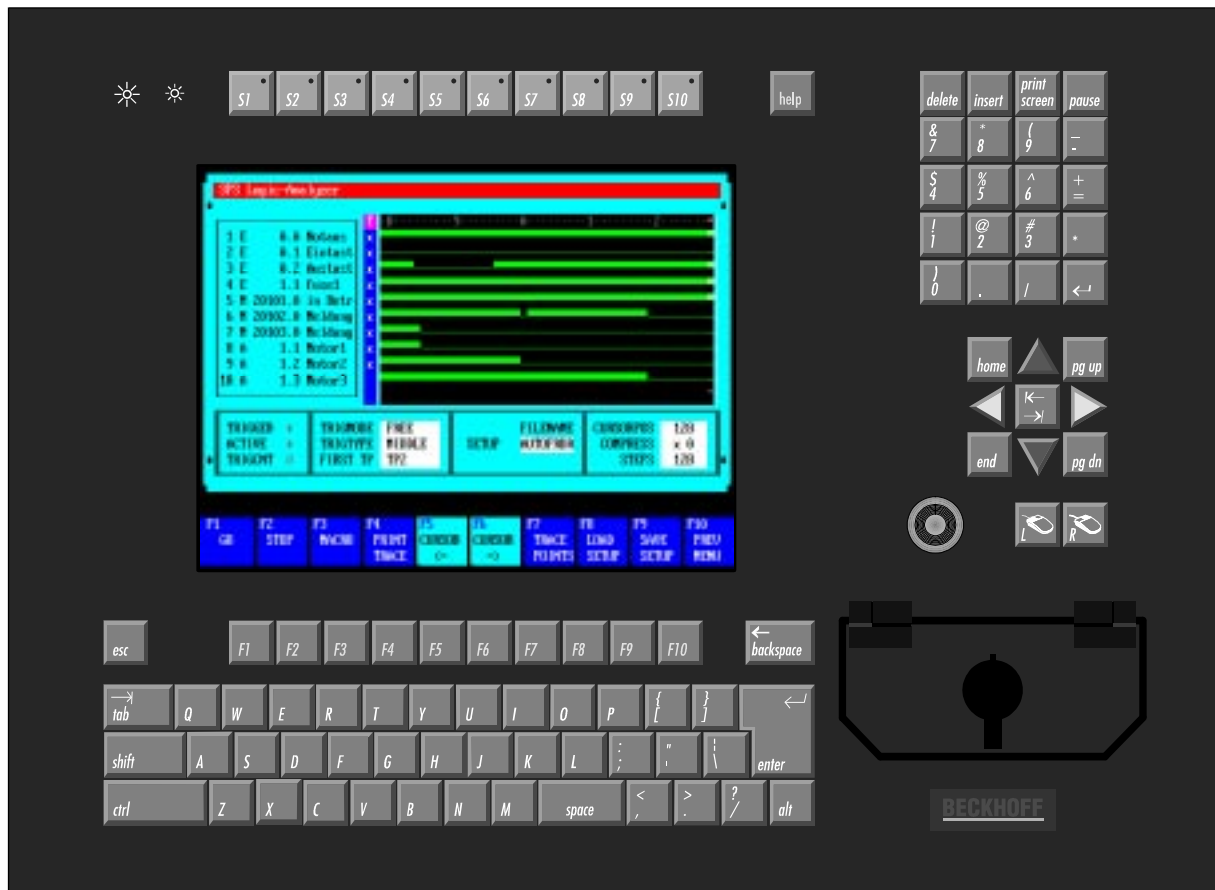 S1 S2 S3 S4 S5 S6 S7 S8 S9 S10 help
delete insert print screen pause
& 7 * 8 ( 9 _ -
$ 4 % 5 ^ 6 + =
! 1 @ 2 # 3 *
) 0 . /
SPS Logic-Analyzer
1 E 0.0 Notaus
2 E 0.1 Eintast
3 E 0.2 Austast
4 E 1.1
5 M 20101.0 in Betr
6 M 20102.0 Meldung
7 M 20103.0 Meldung
8 A 1.1 Motor1
9 A 1.2 Motor2
10 A 1.3 Motor3
TRIGGED TRIGMODE FREE FILENAME CURSORPOS 128
ACTIVE TRIGTYPE MIDDLE SETUP COMPRESS x 0
TRIGCNT FIRST TP TP2 STEPS 128
F1 GO F2 STOP F3 MACRO F4 PRINT TRACE F5 CURSOR <- F6 CURSOR -> F7 TRACE POINTS F8 LOAD SETUP F9 SAVE SETUP F10 PREV MENU
home pg up
end pg dn
L R
esc F1 F2 F3 F4 F5 F6 F7 F8 F9 F10 backspace
tab Q W E R T Y U I O P { [ } ]
shift A S D F G H J K L : ; " ' ¦ \ enter
ctrl Z X C V B N M space < , > . ? / alt
BECKHOFF